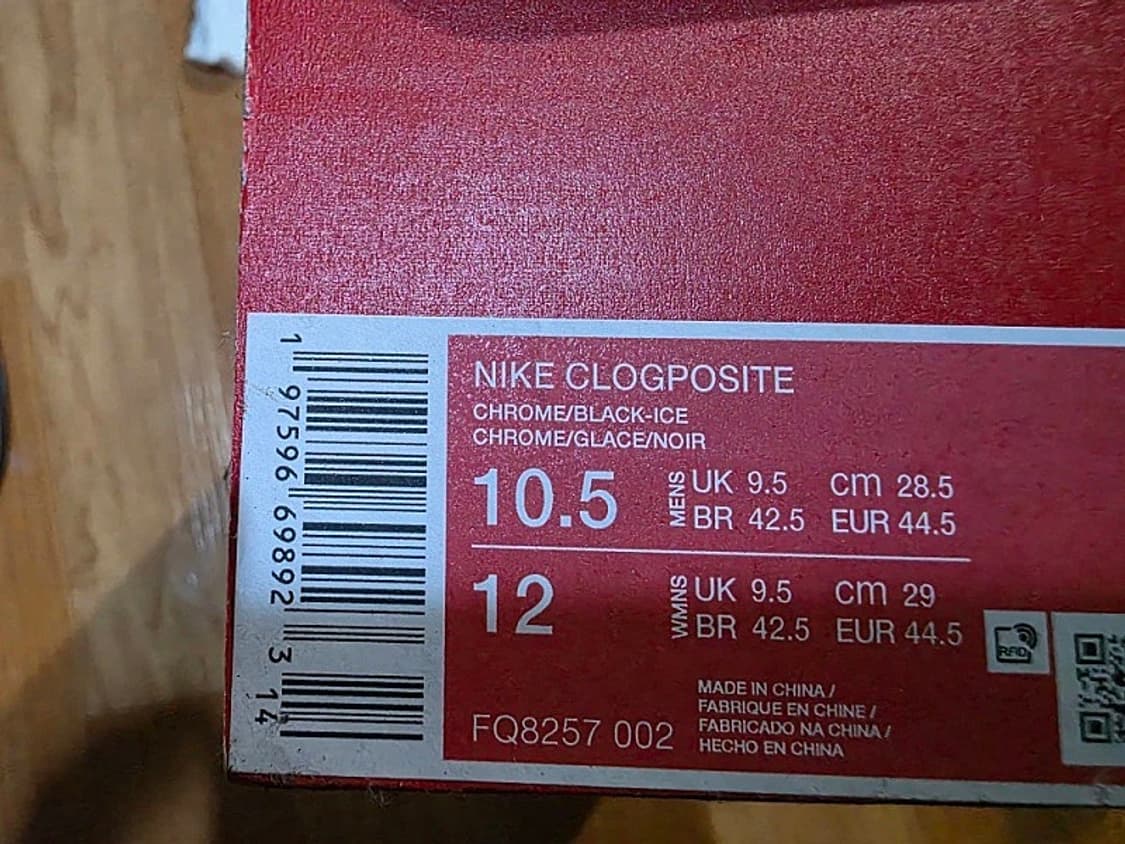 1 97596 69892 3 14
NIKE CLOGPOSITE
CHROME/BLACK-ICE
CHROME/GLACE/NOIR
10.5 MENS UK 9.5 CM 28.5
BR 42.5 EUR 44.5
12 WMNS UK 9.5 CM 29
BR 42.5 EUR 44.5
RFID
MADE IN CHINA /
FABRIQUE EN CHINE /
FABRICADO NA CHINA /
HECHO EN CHINA
FQ8257 002